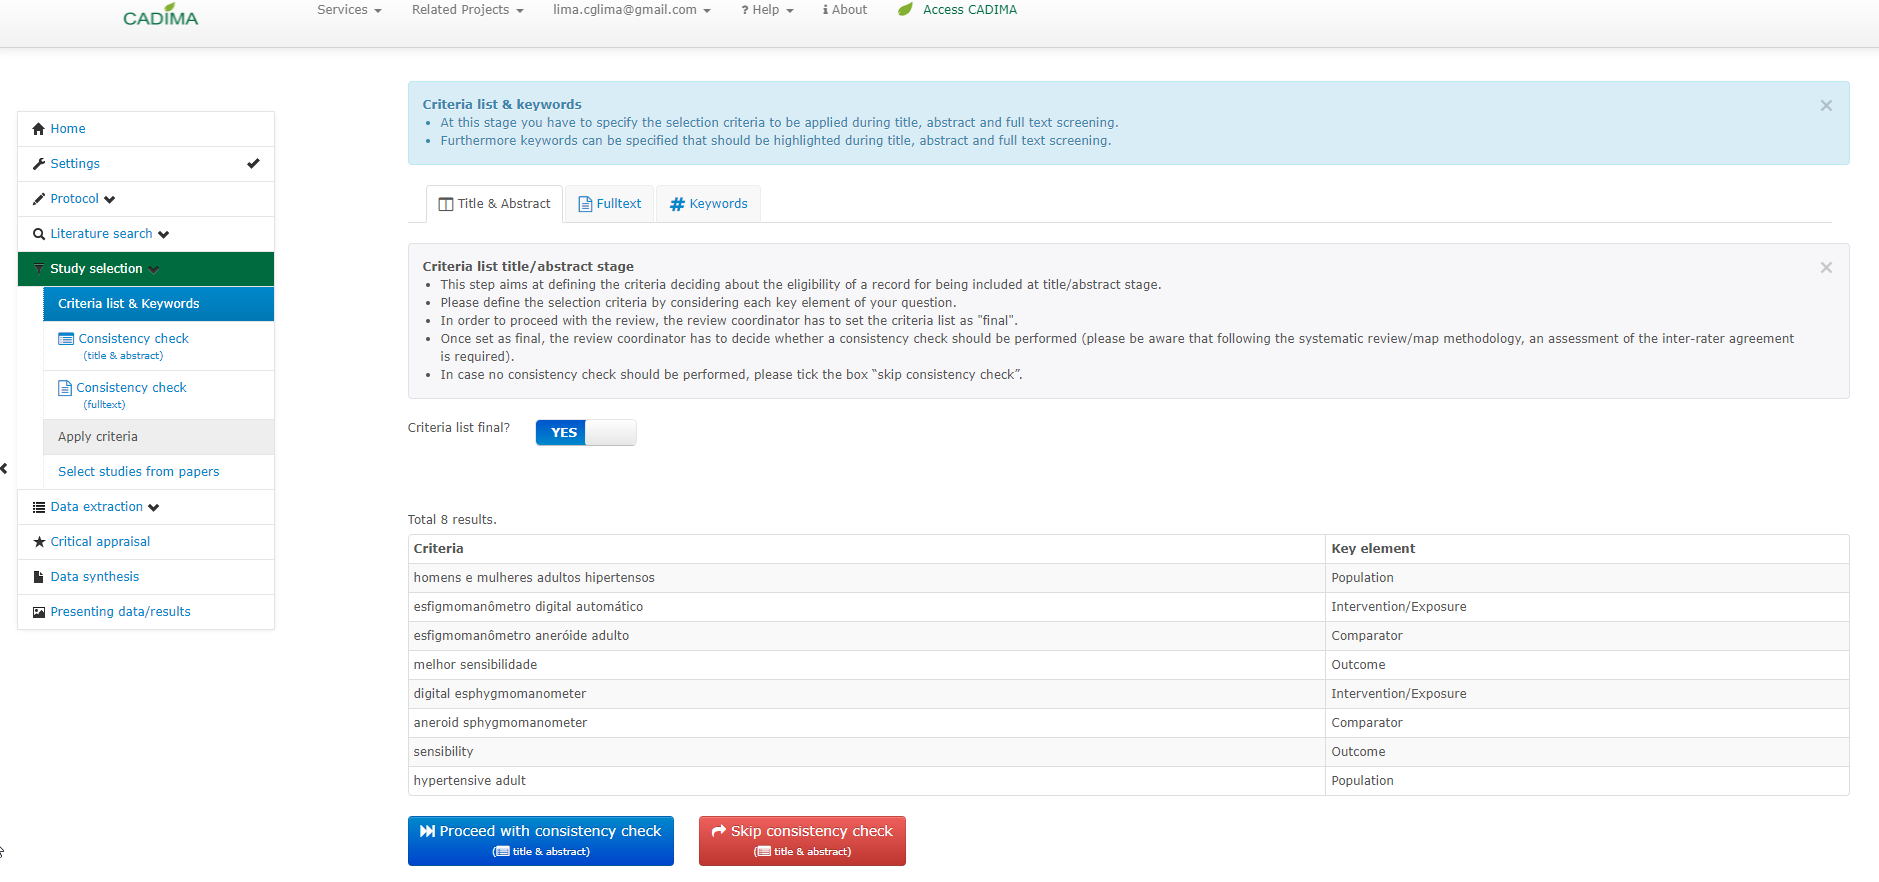 CADIMA
Services
Related Projects
lima.cglima@gmail.com
? Help
i About
Access CADIMA
Home
Settings
Protocol
Literature search
Study selection
Criteria list & Keywords
Consistency check
(title & abstract)
Consistency check
(fulltext)
Apply criteria
Select studies from papers
Data extraction
Critical appraisal
Data synthesis
Presenting data/results
Criteria list & keywords
×
• At this stage you have to specify the selection criteria to be applied during title, abstract and full text screening.
• Furthermore keywords can be specified that should be highlighted during title, abstract and full text screening.
Title & Abstract
Fulltext
# Keywords
Criteria list title/abstract stage
×
• This step aims at defining the criteria deciding about the eligibility of a record for being included at title/abstract stage.
• Please define the selection criteria by considering each key element of your question.
• In order to proceed with the review, the review coordinator has to set the criteria list as "final".
• Once set as final, the review coordinator has to decide whether a consistency check should be performed (please be aware that following the systematic review/map methodology, an assessment of the inter-rater agreement
is required).
• In case no consistency check should be performed, please tick the box “skip consistency check”.
Criteria list final?
YES
Total 8 results.
Criteria Key element
homens e mulheres adultos hipertensos Population
esfigmomanômetro digital automático Intervention/Exposure
esfigmomanômetro aneróide adulto Comparator
melhor sensibilidade Outcome
digital esphygmomanometer Intervention/Exposure
aneroid sphygmomanometer Comparator
sensibility Outcome
hypertensive adult Population
Proceed with consistency check
( title & abstract)
Skip consistency check
( title & abstract)